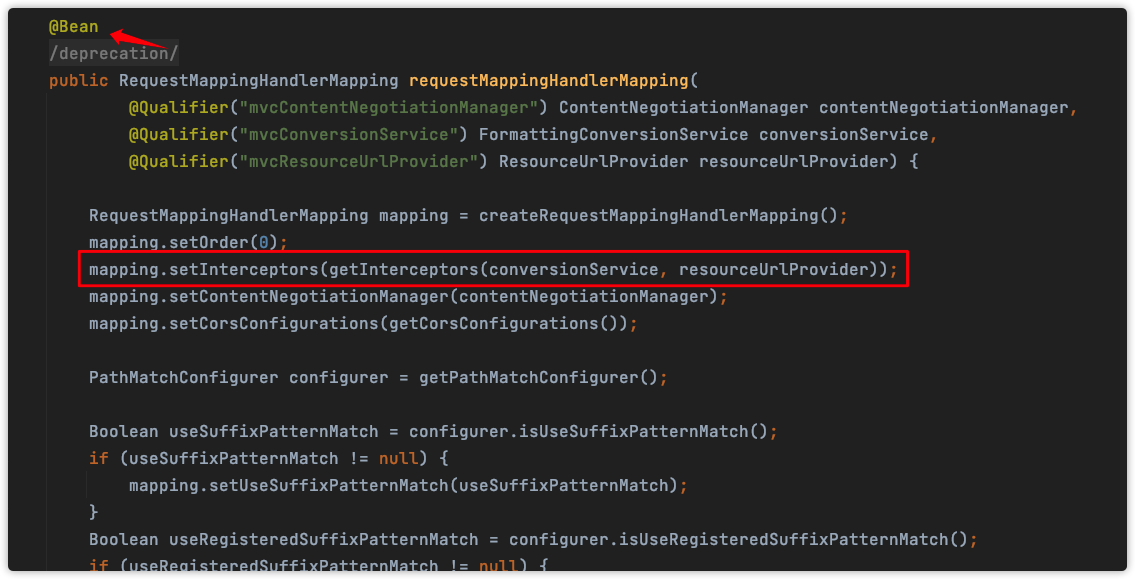 @Bean
/deprecation/
public RequestMappingHandlerMapping requestMappingHandlerMapping(
@Qualifier("mvcContentNegotiationManager") ContentNegotiationManager contentNegotiationManager,
@Qualifier("mvcConversionService") FormattingConversionService conversionService,
@Qualifier("mvcResourceUrlProvider") ResourceUrlProvider resourceUrlProvider) {
RequestMappingHandlerMapping mapping = createRequestMappingHandlerMapping();
mapping.setOrder(0);
mapping.setInterceptors(getInterceptors(conversionService, resourceUrlProvider));
mapping.setContentNegotiationManager(contentNegotiationManager);
mapping.setCorsConfigurations(getCorsConfigurations());
PathMatchConfigurer configurer = getPathMatchConfigurer();
Boolean useSuffixPatternMatch = configurer.isUseSuffixPatternMatch();
if (useSuffixPatternMatch != null) {
mapping.setUseSuffixPatternMatch(useSuffixPatternMatch);
}
Boolean useRegisteredSuffixPatternMatch = configurer.isUseRegisteredSuffixPatternMatch();
if (useRegisteredSuffixPatternMatch != null) {